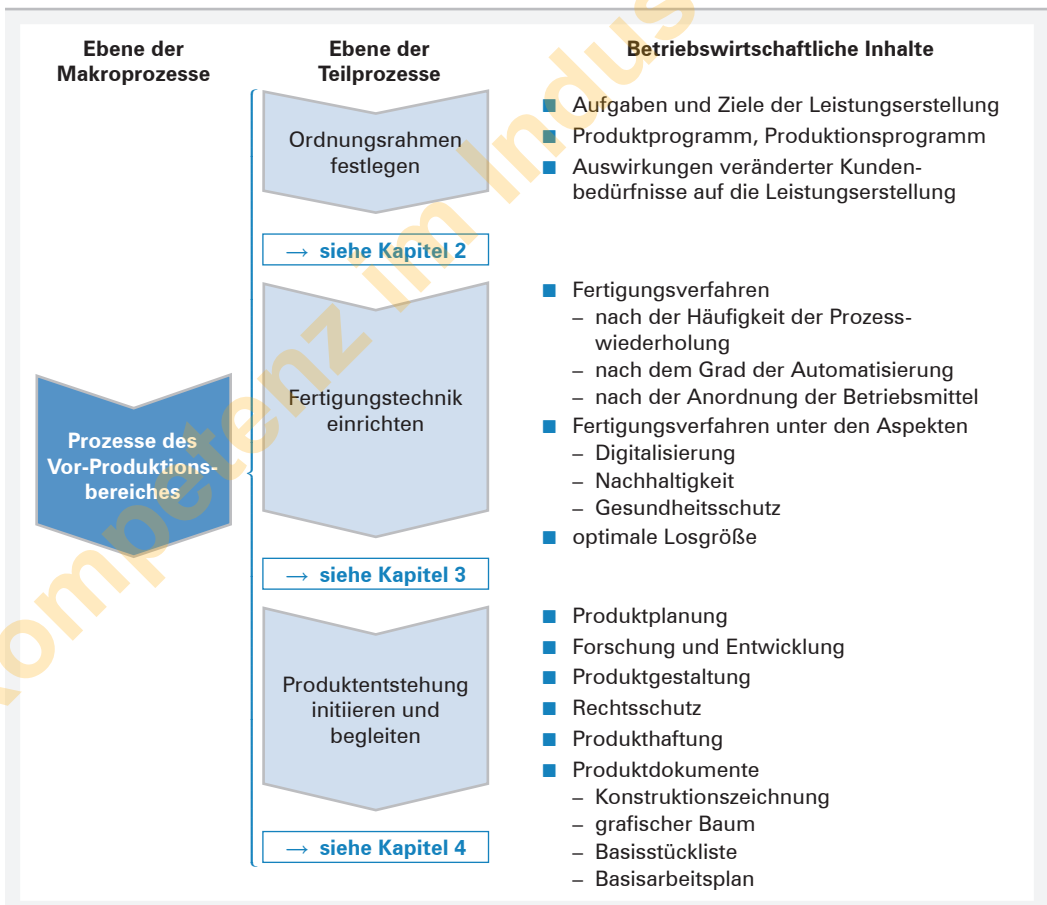 Ebene der
Makroprozesse
Ebene der
Teilprozesse
Betriebswirtschaftliche Inhalte
Prozesse des
Vor-Produktions-
bereiches
Ordnungsrahmen
festlegen
→ siehe Kapitel 2
■ Aufgaben und Ziele der Leistungserstellung
■ Produktprogramm, Produktionsprogramm
■ Auswirkungen veränderter Kunden-
bedürfnisse auf die Leistungserstellung
Fertigungstechnik
einrichten
→ siehe Kapitel 3
■ Fertigungsverfahren
– nach der Häufigkeit der Prozess-
wiederholung
– nach dem Grad der Automatisierung
– nach der Anordnung der Betriebsmittel
■ Fertigungsverfahren unter den Aspekten
– Digitalisierung
– Nachhaltigkeit
– Gesundheitsschutz
■ optimale Losgröße
Produktentstehung
initiieren und
begleiten
→ siehe Kapitel 4
■ Produktplanung
■ Forschung und Entwicklung
■ Produktgestaltung
■ Rechtsschutz
■ Produkthaftung
■ Produktdokumente
– Konstruktionszeichnung
– grafischer Baum
– Basisstückliste
– Basisarbeitsplan
kompetenz im Indus